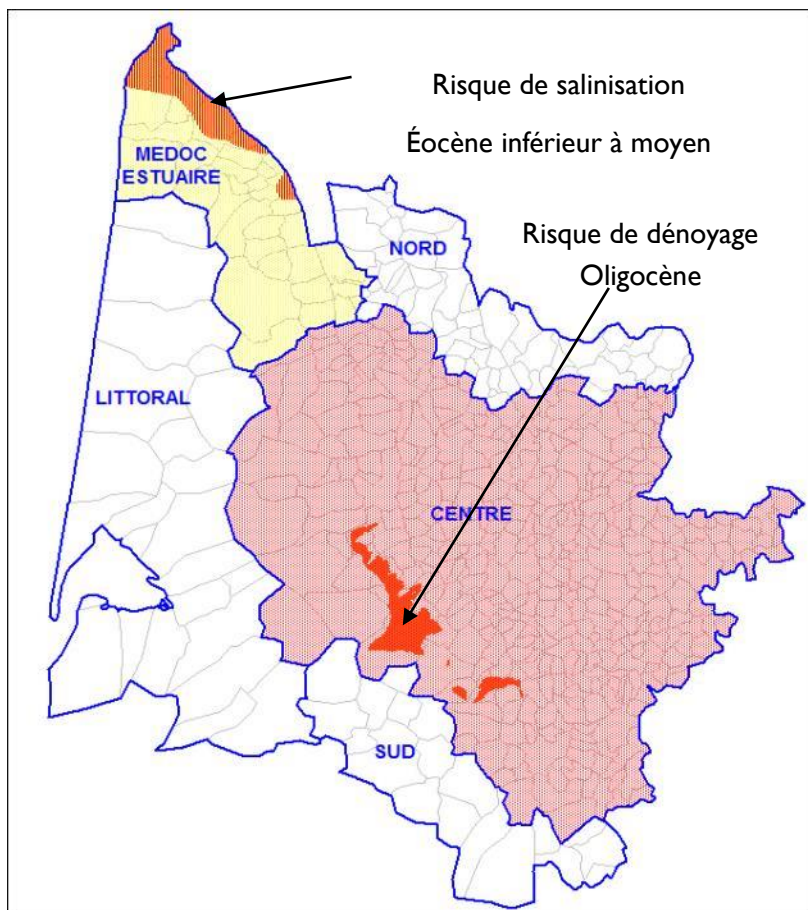 Risque de salinisation
Éocène inférieur à moyen
MEDOC
ESTUAIRE
Risque de dénoyage
Oligocène
NORD
LITTORAL
CENTRE
SUD